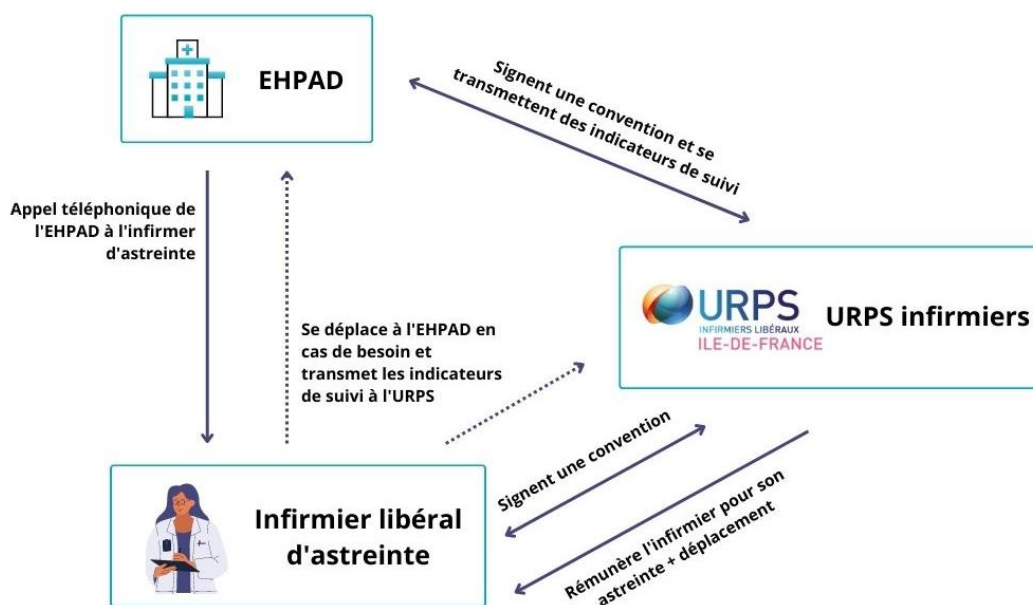 EHPAD
Signent une convention et se
transmettent des indicateurs de suivi
Appel téléphonique de
l'EHPAD à l'infirmer
d'astreinte
URPS
INFIRMIERS LIBÉRAUX
ILE-DE-FRANCE
URPS infirmiers
Se déplace à l'EHPAD en
cas de besoin et
transmet les indicateurs
de suivi à l'URPS
Signent une convention
Rémunère l'infirmier pour son
astreinte + déplacement
Infirmier libéral
d'astreinte